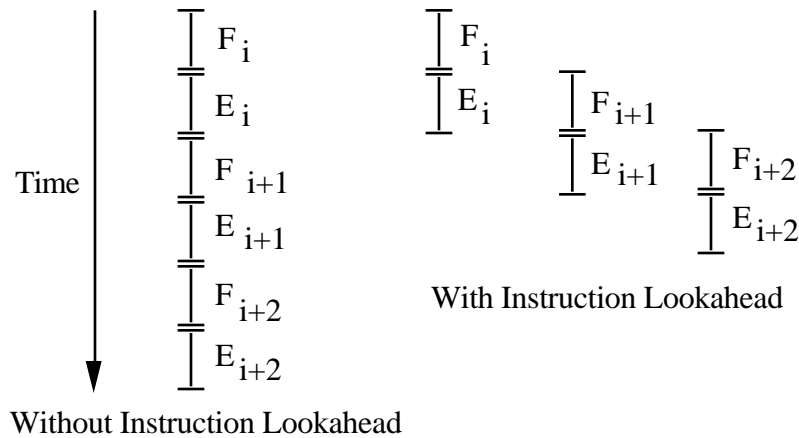 F i
E i
F i+1
E i+1
F i+2
E i+2
Time
Without Instruction Lookahead
F i
E i
F i+1
E i+1
F i+2
E i+2
With Instruction Lookahead